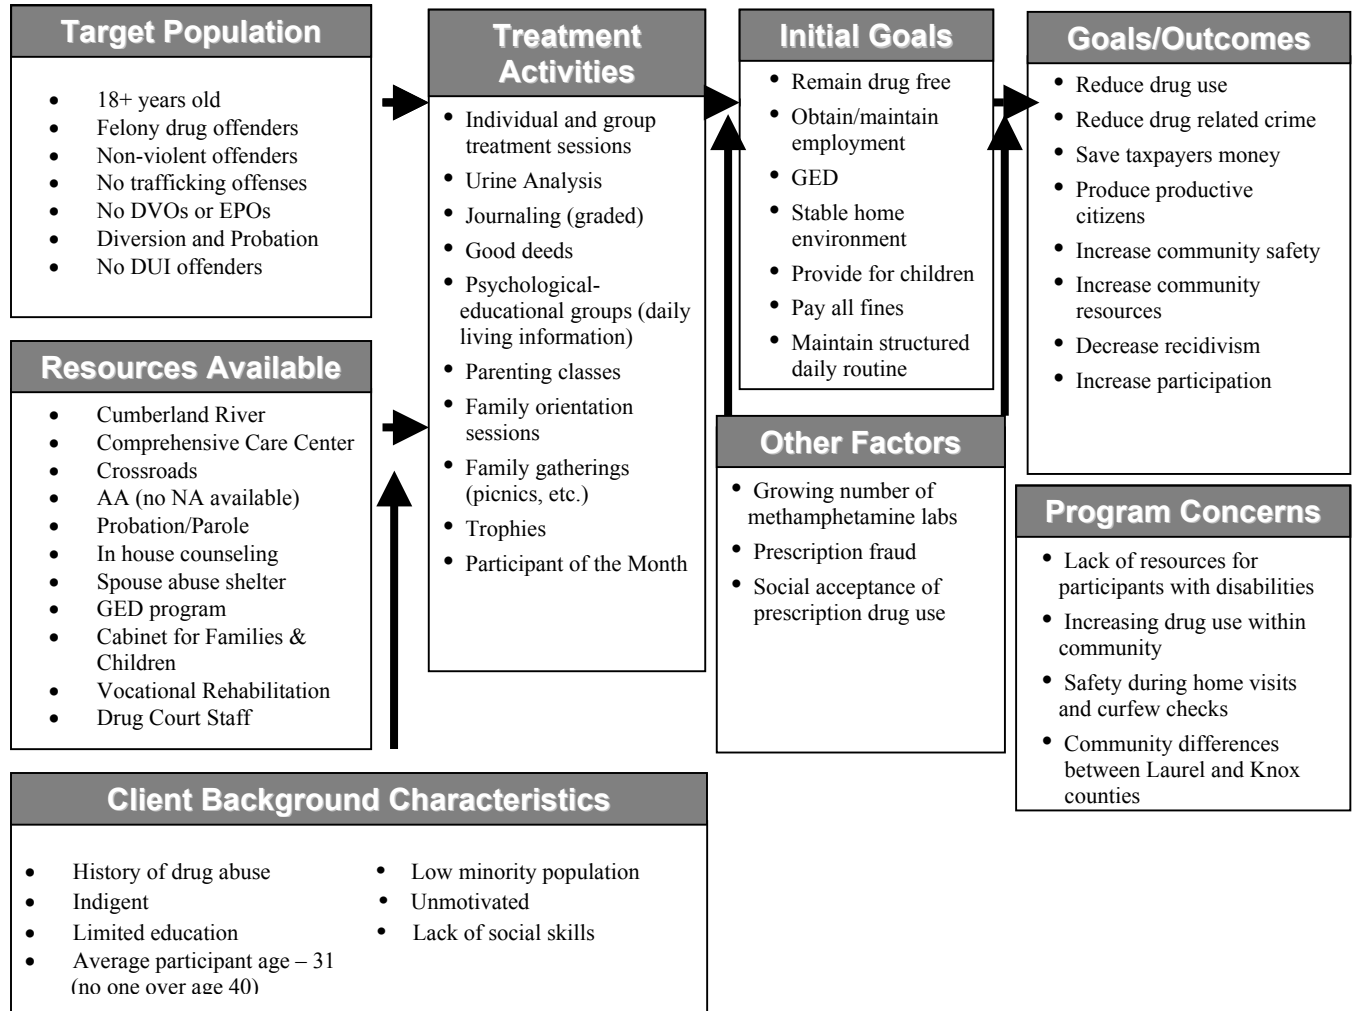 Target Population
• 18+ years old
• Felony drug offenders
• Non-violent offenders
• No trafficking offenses
• No DVOs or EPOs
• Diversion and Probation
• No DUI offenders
Resources Available
• Cumberland River
• Comprehensive Care Center
• Crossroads
• AA (no NA available)
• Probation/Parole
• In house counseling
• Spouse abuse shelter
• GED program
• Cabinet for Families &
Children
• Vocational Rehabilitation
• Drug Court Staff
Treatment
Activities
• Individual and group
treatment sessions
• Urine Analysis
• Journaling (graded)
• Good deeds
• Psychological-
educational groups (daily
living information)
• Parenting classes
• Family orientation
sessions
• Family gatherings
(picnics, etc.)
• Trophies
• Participant of the Month
Initial Goals
• Remain drug free
• Obtain/maintain
employment
• GED
• Stable home
environment
• Provide for children
• Pay all fines
• Maintain structured
daily routine
Other Factors
• Growing number of
methamphetamine labs
• Prescription fraud
• Social acceptance of
prescription drug use
Goals/Outcomes
• Reduce drug use
• Reduce drug related crime
• Save taxpayers money
• Produce productive
citizens
• Increase community safety
• Increase community
resources
• Decrease recidivism
• Increase participation
Program Concerns
• Lack of resources for
participants with disabilities
• Increasing drug use within
community
• Safety during home visits
and curfew checks
• Community differences
between Laurel and Knox
counties
Client Background Characteristics
• History of drug abuse
• Indigent
• Limited education
• Average participant age – 31
(no one over age 40)
• Low minority population
• Unmotivated
• Lack of social skills